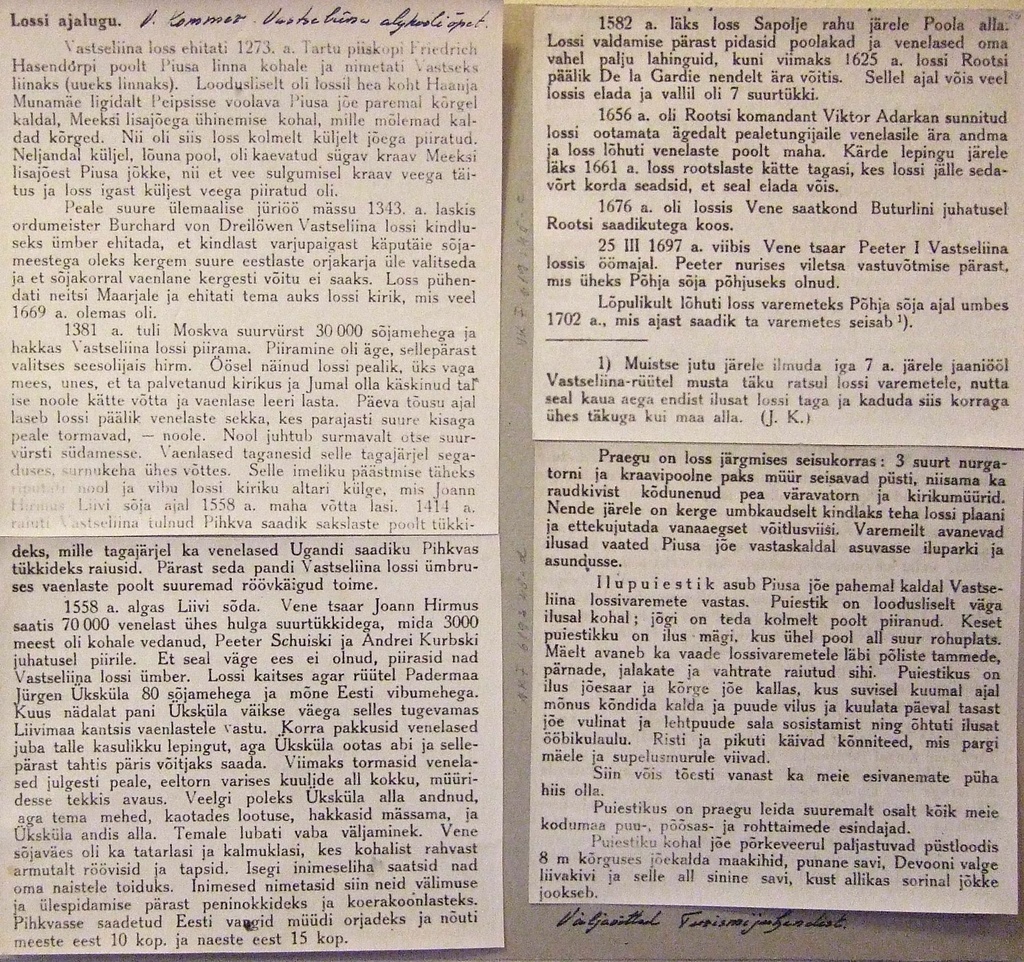 Lossi ajalugu.
Vastseliina loss ehitati 1273. a. Tartu piiskopi Friedrich
Hasendörpi poolt Piusa linna kohale ja nimetati Vastseks
liinaks (uueks linnaks). Loodusliselt oli lossil hea koht Haanja
Munamäe ligidalt Peipsisse voolava Piusa jõe paremal kõrgel
kaldal, Meeksi lisajõega ühinemise kohal, mille mõlemad kal-
dad kõrged. Nii oli siis loss kolmelt küljelt jõega piiratud.
Neljandal küljel, lõuna pool, oli kaevatud sügav kraav Meeksi
lisajõest Piusa jõkke, nii et vee sulgumisel kraav veega täi-
tus ja loss igast küljest veega piiratud oli.
Peale suure ülemaalise jüriöö mässu 1343. a. laskis
ordumeister Burchard von Dreilöwen Vastseliina lossi kindlu-
seks ümber ehitada, et kindlast varjupaigast käputäie sõja-
meestega oleks kergem suure eestlaste orjakarja üle valitseda
ja et sõjakorral vaenlane kergesti võitu ei saaks. Loss pühen-
dati neitsi Maarjale ja ehitati tema auks lossi kirik, mis veel
1669 a. olemas oli.
1381 a. tuli Moskva suurvürst 30 000 sõjamehega ja
hakkas Vastseliina lossi piirama. Piiramine oli äge, sellepärast
valitses seesolijais hirm. Öösel näinud lossi pealik, üks vaga
mees, unes, et ta palvetanud kirikus ja Jumal olla käskinud tal
ise noole kätte võtta ja vaenlase leeri lasta. Päeva tõusu ajal
laseb lossi päälik venelaste sekka, kes parajasti suure kisaga
peale tormavad, — noole. Nool juhtub surmavalt otse suur-
vürsti südamesse. Vaenlased taganesid selle tagajärjel sega-
duses, surnukeha ühes võttes. Selle imeliku päästmise täheks
riputati nool ja vibu lossi kiriku altari külge, mis Joann
Hirmus Liivi sõja ajal 1558 a. maha võtta lasi. 1414 a.
raiuti Vastseliina tulnud Pihkva saadik sakslaste poolt tükki-
deks, mille tagajärjel ka venelased Ugandi saadiku Pihkvas
tükkideks raiusid. Pärast seda pandi Vastseliina lossi ümbru-
ses vaenlaste poolt suuremad röövkäigud toime.
1558 a. algas Liivi sõda. Vene tsaar Joann Hirmus
saatis 70 000 venelast ühes hulga suurtükkidega, mida 3000
meest oli kohale vedanud, Peeter Schuiski ja Andrei Kurbski
juhatusel piirile. Et seal väge ees ei olnud, piirasid nad
Vastseliina lossi ümber. Lossi kaitses agar rüütel Padermaa
Jürgen Üksküla 80 sõjamehega ja mõne Eesti vibumehega.
Kuus nädalat pani Üksküla väikse väega selles tugevamas
Liivimaa kantsis vaenlastele vastu. Korra pakkusid venelased
juba talle kasulikku lepingut, aga Üksküla ootas abi ja selle-
pärast tahtis päris võitjaks saada. Viimaks tormasid venela-
sed julgesti peale, eeltorn varises kuulide all kokku, müüri-
desse tekkis avaus. Veelgi poleks Üksküla alla andnud,
aga tema mehed, kaotades lootuse, hakkasid mässama, ja
Üksküla andis alla. Temale lubati vaba väljaminek. Vene
sõjaväes oli ka tatarlasi ja kalmuklasi, kes kohalist rahvast
armutalt röövisid ja tapsid. Isegi inimeseliha saatsid nad
oma naistele toiduks. Inimesed nimetasid siin neid välimuse
ja ülespidamise pärast peninokkideks ja koerakoonlasteks.
Pihkvasse saadetud Eesti vangid müüdi orjadeks ja nõuti
meeste eest 10 kop. ja naeste eest 15 kop.
1582 a. läks loss Sapolje rahu järele Poola alla.
Lossi valdamise pärast pidasid poolakad ja venelased oma
vahel palju lahinguid, kuni viimaks 1625 a. lossi Rootsi
päälik De la Gardie nendelt ära võitis. Sellel ajal võis veel
lossis elada ja vallil oli 7 suurtükki.
1656 a. oli Rootsi komandant Viktor Adarkan sunnitud
lossi ootamata ägedalt pealetungijaile venelasile ära andma
ja loss lõhuti venelaste poolt maha. Kärde lepingu järele
läks 1661 a. loss rootslaste kätte tagasi, kes lossi jälle seda-
võrt korda seadsid, et seal elada võis.
1676 a. oli lossis Vene saatkond Buturlini juhatusel
Rootsi saadikutega koos.
25 III 1697 a. viibis Vene tsaar Peeter I Vastseliina
lossis öömajal. Peeter nurises viletsa vastuvõtmise pärast,
mis üheks Põhja sõja põhjuseks olnud.
Lõpulikult lõhuti loss varemeteks Põhja sõja ajal umbes
1702 a., mis ajast saadik ta varemetes seisab ¹).
1) Muistse jutu järele ilmuda iga 7 a. järele jaaniööl
Vastseliina-rüütel musta täku ratsul lossi varemetele, nutta
seal kaua aega endist ilusat lossi taga ja kaduda siis korraga
ühes täkuga kui maa alla. (J. K.)
Praegu on loss järgmises seisukorras: 3 suurt nurga-
torni ja kraavipoolne paks müür seisavad püsti, niisama ka
raudkivist kõdunenud pea väravatorn ja kirikumüürid.
Nende järele on kerge umbkaudselt kindlaks teha lossi plaani
ja ettekujutada vanaaegset võitlusviisi. Varemeilt avanevad
ilusad vaated Piusa jõe vastaskaldal asuvasse iluparki ja
asundusse.
Ilupuiestik asub Piusa jõe pahemal kaldal Vastse-
liina lossivaremete vastas. Puiestik on loodusliselt väga
ilusal kohal; jõgi on teda kolmelt poolt piiranud. Keset
puiestikku on ilus mägi, kus ühel pool all suur rohuplats.
Mäelt avaneb ka vaade lossivaremetele läbi põliste tammede,
pärnade, jalakate ja vahtrate raiutud sihi. Puiestikus on
ilus jõesaar ja kõrge jõe kallas, kus suvisel kuumal ajal
mõnus kõndida kalda ja puude vilus ja kuulata päeval tasast
jõe vulinat ja lehtpuude sala sosistamist ning õhtuti ilusat
ööbikulaulu. Risti ja pikuti käivad kõnniteed, mis pargi
mäele ja supelusmurule viivad.
Siin võis tõesti vanast ka meie esivanemate püha
hiis olla.
Puiestikus on praegu leida suuremalt osalt kõik meie
kodumaa puu-, põõsas- ja rohttaimede esindajad.
Puiestiku kohal jõe põrkeveerul paljastuvad püstloodis
8 m kõrguses jõekalda maakihid, punane savi, Devooni valge
liivakivi ja selle all sinine savi, kust allikas sorinal jõkke
jookseb.